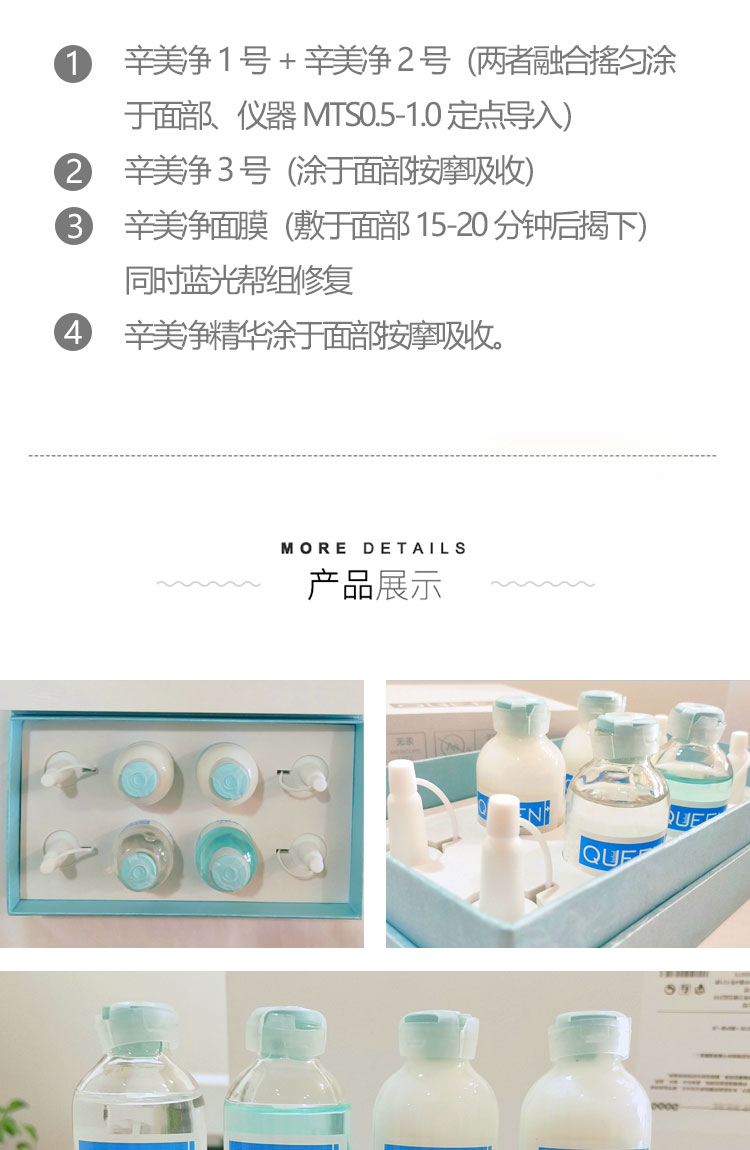 1 辛美净 1 号 + 辛美净 2 号（两者融合摇匀涂
于面部、仪器 MTS0.5-1.0 定点导入）
2 辛美净 3 号（涂于面部按摩吸收）
3 辛美净面膜（敷于面部 15-20 分钟后揭下）
同时蓝光帮组修复
4 辛美净精华涂于面部按摩吸收。
MORE DETAILS
产品展示
无汞
QUEEN+
QUEEN
QUEEN